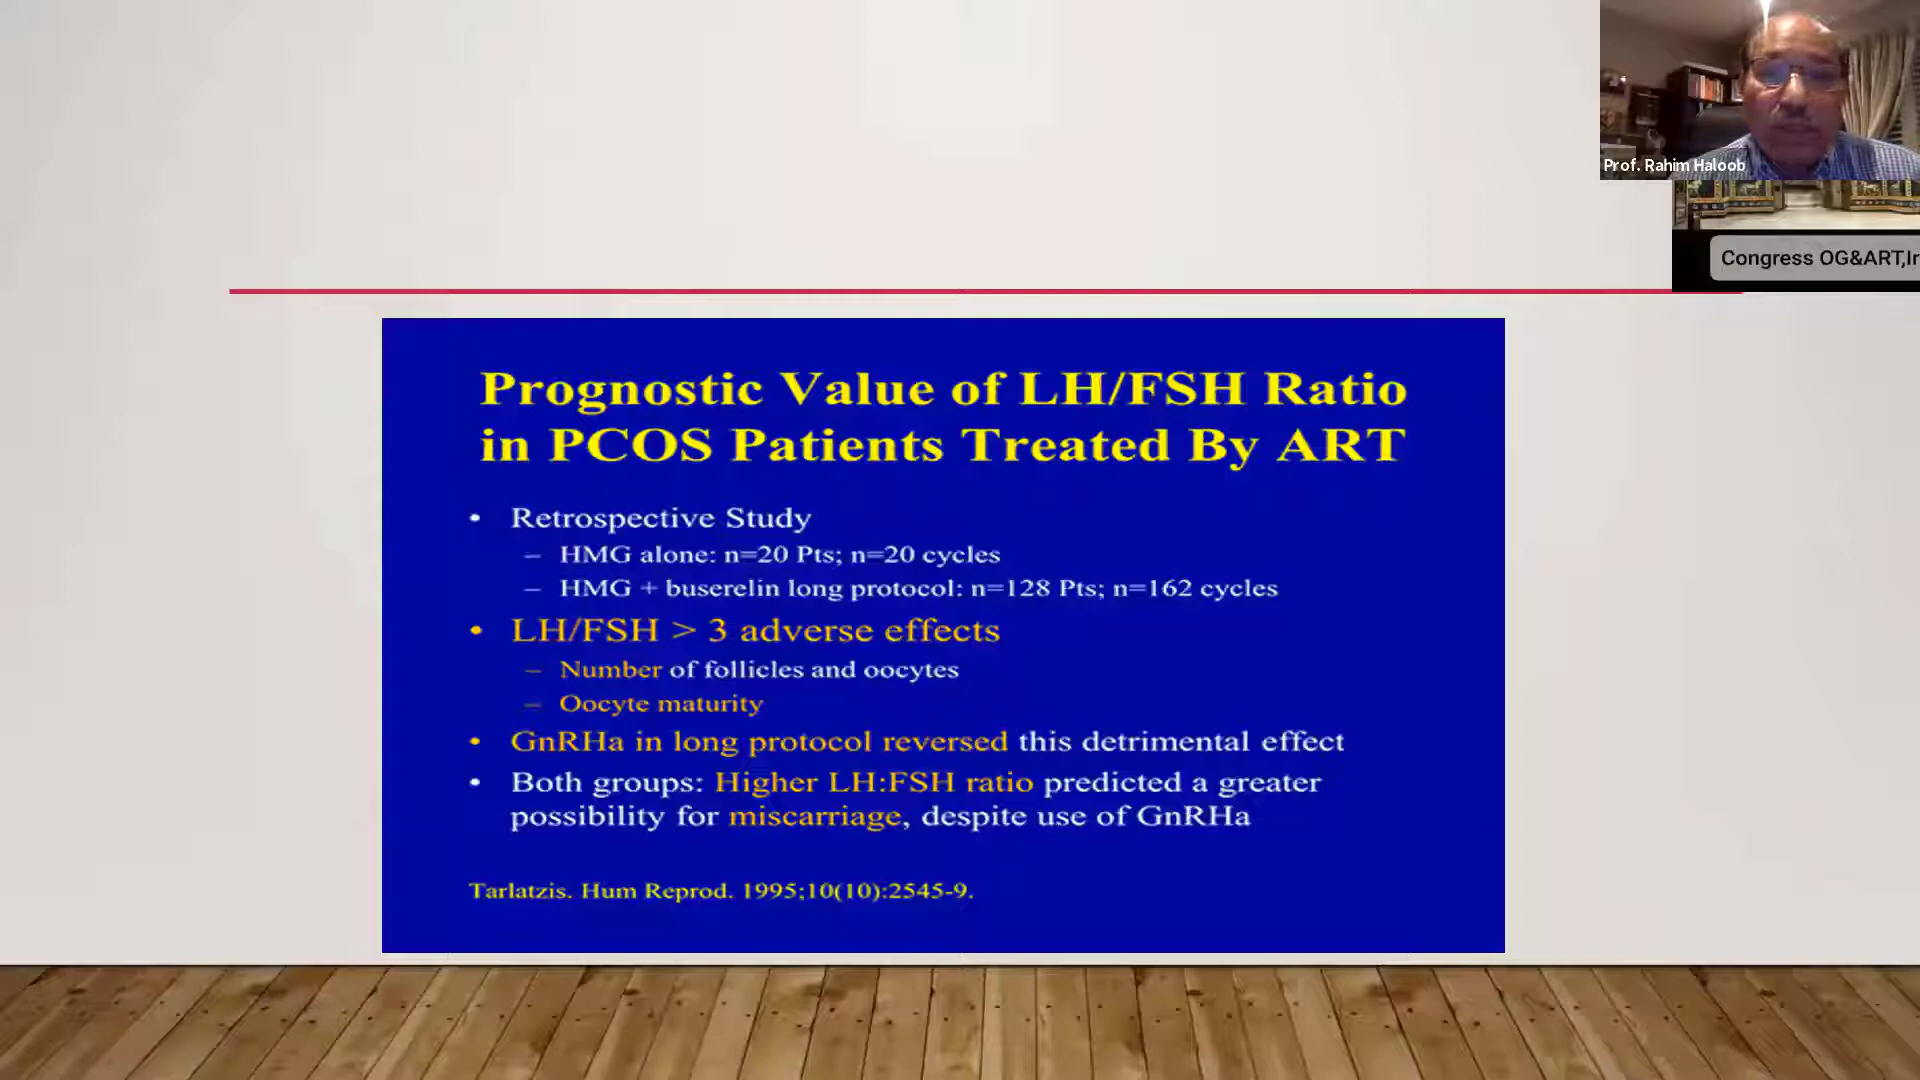 Prof. Rahim Haloob
Congress OG&ART,Ir
Prognostic Value of LH/FSH Ratio
in PCOS Patients Treated By ART
• Retrospective Study
– HMG alone: n=20 Pts; n=20 cycles
– HMG + buserelin long protocol: n=128 Pts; n=162 cycles
• LH/FSH > 3 adverse effects
– Number of follicles and oocytes
– Oocyte maturity
• GnRHa in long protocol reversed this detrimental effect
• Both groups: Higher LH:FSH ratio predicted a greater
possibility for miscarriage, despite use of GnRHa
Tarlatzis. Hum Reprod. 1995;10(10):2545-9.